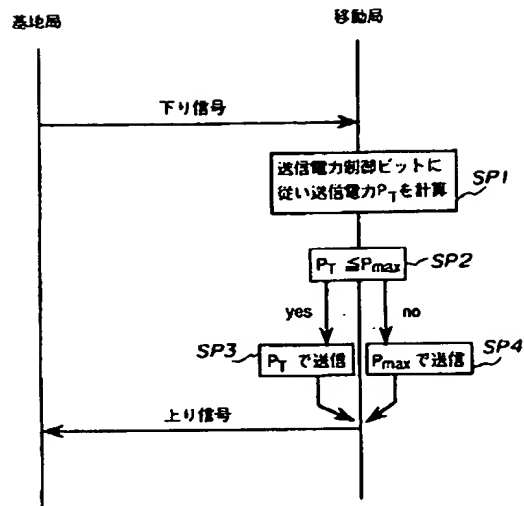 基地局
移動局
下り信号
送信電力制御ビットに
従い送信電力PTを計算
SP1
PT ≦Pmax
SP2
yes
no
SP3
PT で送信
Pmax で送信
SP4
上り信号